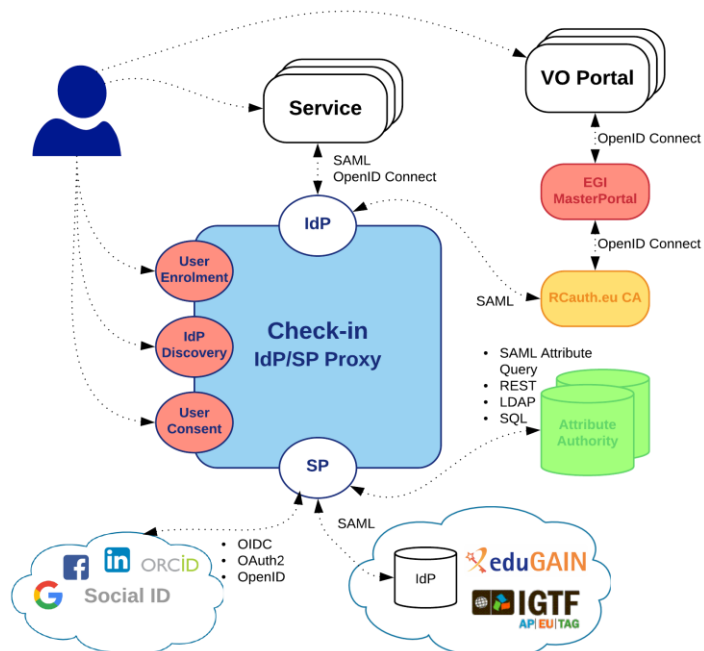 VO Portal
Service
OpenID Connect
SAML
OpenID Connect
EGI
MasterPortal
IdP
OpenID Connect
User
Enrolment
RCauth.eu CA
SAML
Check-in
IdP/SP Proxy
IdP
Discovery
• SAML Attribute
Query
• REST
• LDAP
• SQL
User
Consent
Attribute
Authority
SP
SAML
• OIDC
• OAuth2
• OpenID
f
in
ORCiD
G
Social ID
IdP
eduGAIN
IGTF
AP|EU|TAG